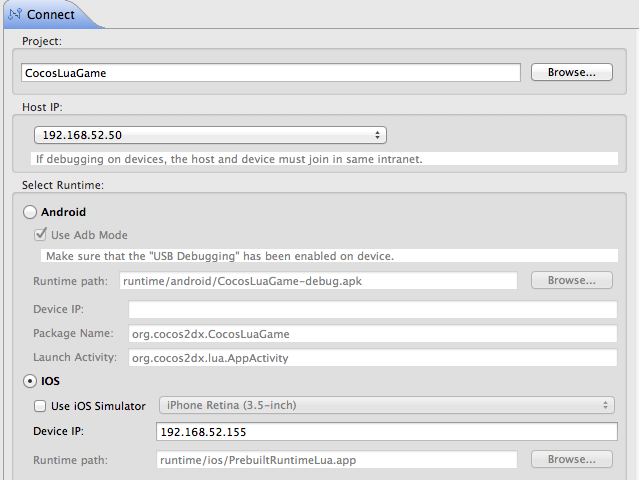 Connect
Project:
CocosLuaGame Browse...
Host IP:
192.168.52.50
If debugging on devices, the host and device must join in same intranet.
Select Runtime:
Android
Use Adb Mode
Make sure that the "USB Debugging" has been enabled on device.
Runtime path: runtime/android/CocosLuaGame-debug.apk Browse...
Device IP:
Package Name: org.cocos2dx.CocosLuaGame
Launch Activity: org.cocos2dx.lua.AppActivity
IOS
Use iOS Simulator iPhone Retina (3.5-inch)
Device IP: 192.168.52.155
Runtime path: runtime/ios/PrebuiltRuntimeLua.app Browse...